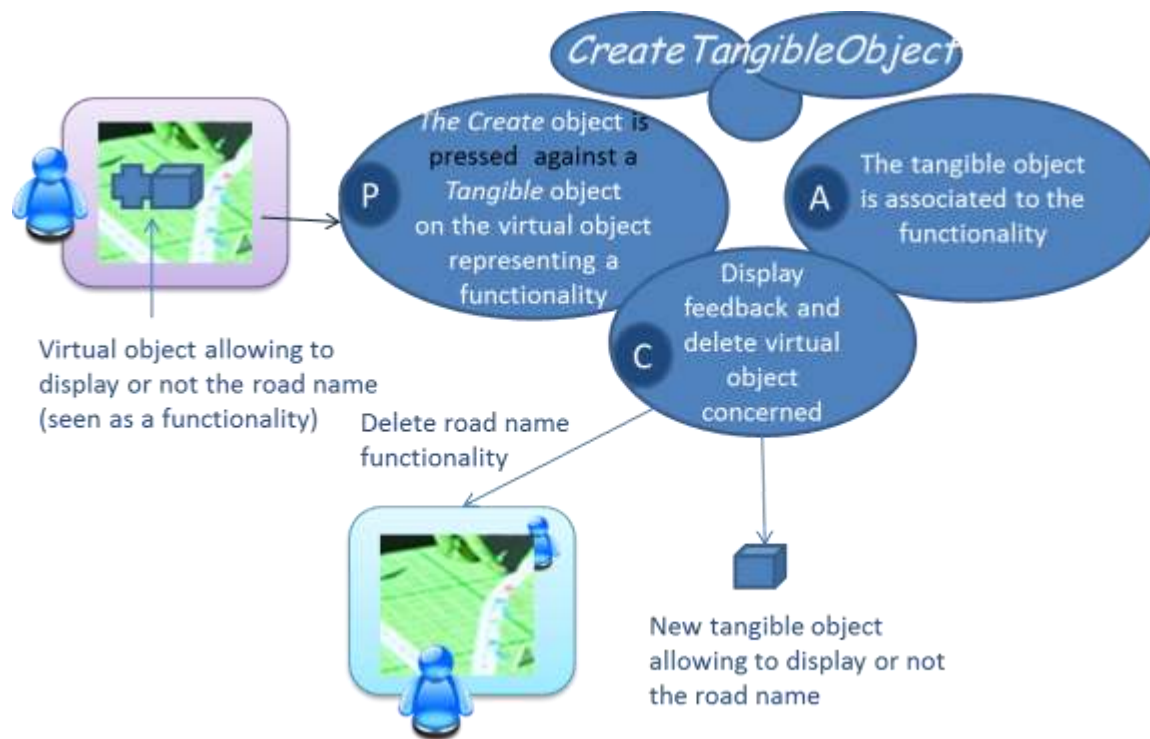 CreateTangibleObject
The Create object is
pressed against a
Tangible object
on the virtual object
representing a
functionality
P
The tangible object
is associated to the
functionality
A
Display
feedback and
delete virtual
object
concerned
C
Virtual object allowing to
display or not the road name
(seen as a functionality)
Delete road name
functionality
New tangible object
allowing to display or not
the road name